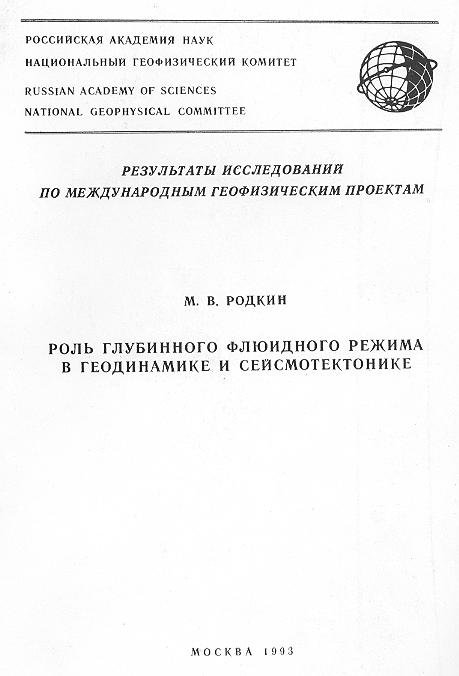 РОССИЙСКАЯ АКАДЕМИЯ НАУК
НАЦИОНАЛЬНЫЙ ГЕОФИЗИЧЕСКИЙ КОМИТЕТ
RUSSIAN ACADEMY OF SCIENCES
NATIONAL GEOPHYSICAL COMMITTEE
РЕЗУЛЬТАТЫ ИССЛЕДОВАНИЙ
ПО МЕЖДУНАРОДНЫМ ГЕОФИЗИЧЕСКИМ ПРОЕКТАМ
М. В. РОДКИН
РОЛЬ ГЛУБИННОГО ФЛЮИДНОГО РЕЖИМА
В ГЕОДИНАМИКЕ И СЕЙСМОТЕКТОНИКЕ
МОСКВА 1993